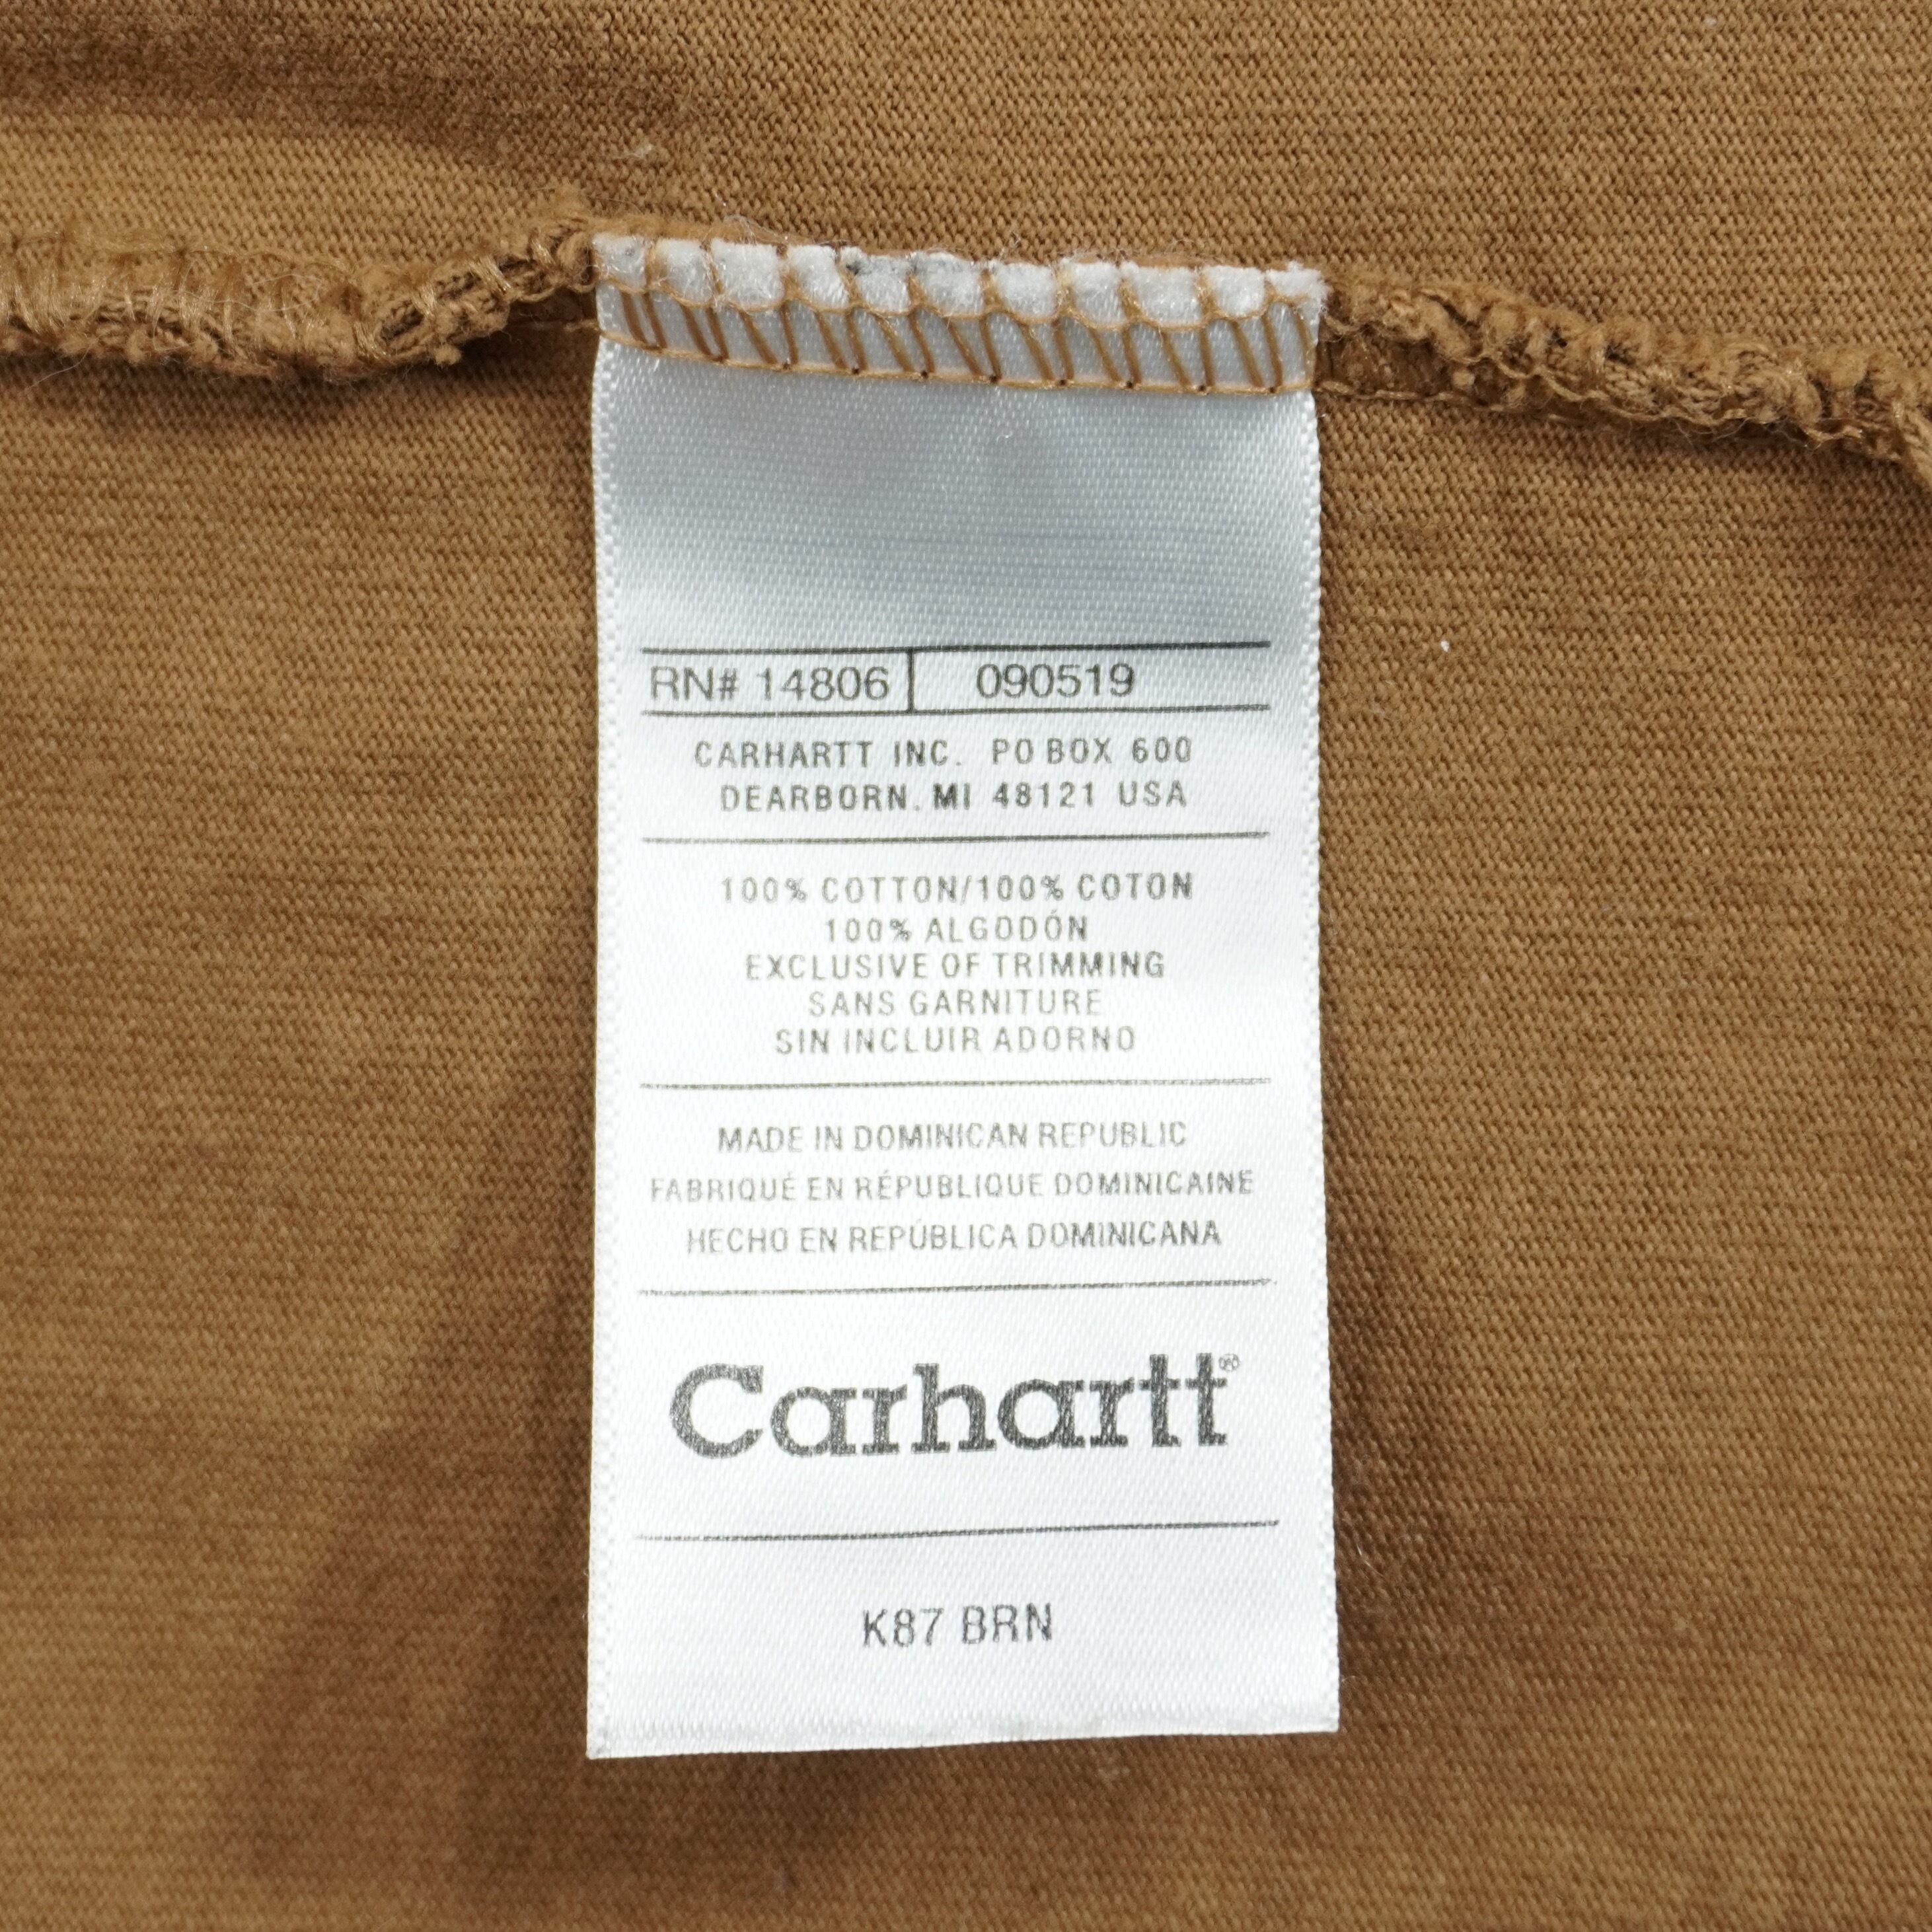 RN# 14806 090519
CARHARTT INC. PO BOX 600
DEARBORN. MI 48121 USA
100% COTTON/100% COTON
100% ALGODÓN
EXCLUSIVE OF TRIMMING
SANS GARNITURE
SIN INCLUIR ADORNO
MADE IN DOMINICAN REPUBLIC
FABRIQUÉ EN RÉPUBLIQUE DOMINICAINE
HECHO EN REPÚBLICA DOMINICANA
Carhartt®
K87 BRN